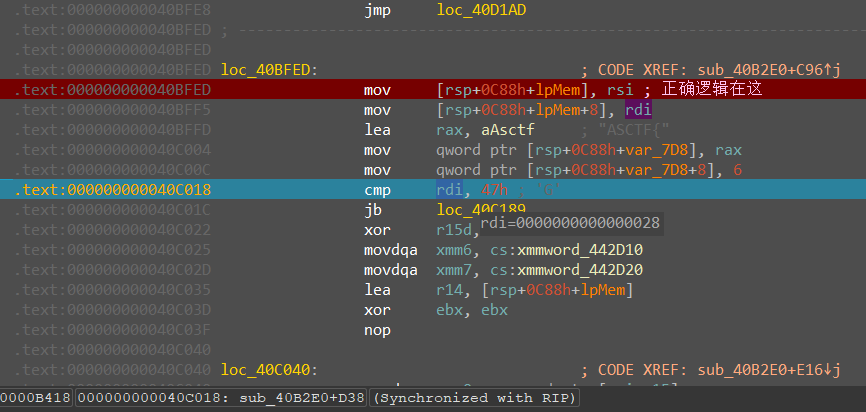 .text:000000000040BFE8 jmp loc_40D1AD
.text:000000000040BFED ; ---------------------------------------------------------------------------
.text:000000000040BFED
.text:000000000040BFED loc_40BFED: ; CODE XREF: sub_40B2E0+C96↑j
.text:000000000040BFED mov [rsp+0C88h+lpMem], rsi ; 正确逻辑在这
.text:000000000040BFF5 mov [rsp+0C88h+lpMem+8], rdi
.text:000000000040BFFD lea rax, aAsctf ; "ASCTF{"
.text:000000000040C004 mov qword ptr [rsp+0C88h+var_7D8], rax
.text:000000000040C00C mov qword ptr [rsp+0C88h+var_7D8+8], 6
.text:000000000040C018 cmp rdi, 47h ; 'G'
.text:000000000040C01C jb loc_40C189
.text:000000000040C022 xor r15d,
rdi=0000000000000028
.text:000000000040C025 movdqa xmm6, cs:xmmword_442D10
.text:000000000040C02D movdqa xmm7, cs:xmmword_442D20
.text:000000000040C035 lea r14, [rsp+0C88h+lpMem]
.text:000000000040C03D xor ebx, ebx
.text:000000000040C03F nop
.text:000000000040C040
.text:000000000040C040 loc_40C040: ; CODE XREF: sub_40B2E0+E16↓j
0000B418 000000000040C018: sub_40B2E0+D38 (Synchronized with RIP)